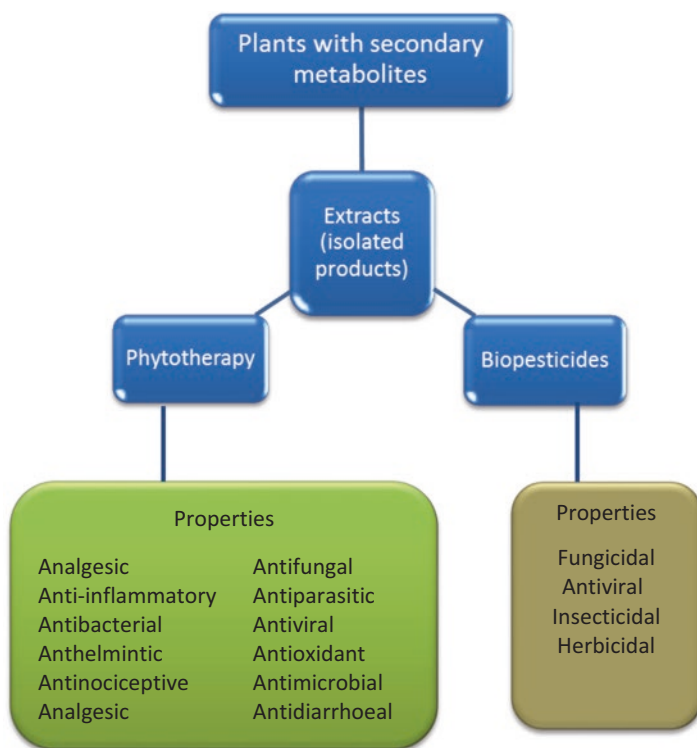 Plants with secondary
metabolites
Extracts
(isolated
products)
Phytotherapy
Biopesticides
Properties
Analgesic
Anti-inflammatory
Antibacterial
Anthelmintic
Antinociceptive
Analgesic
Antifungal
Antiparasitic
Antiviral
Antioxidant
Antimicrobial
Antidiarrhoeal
Properties
Fungicidal
Antiviral
Insecticidal
Herbicidal